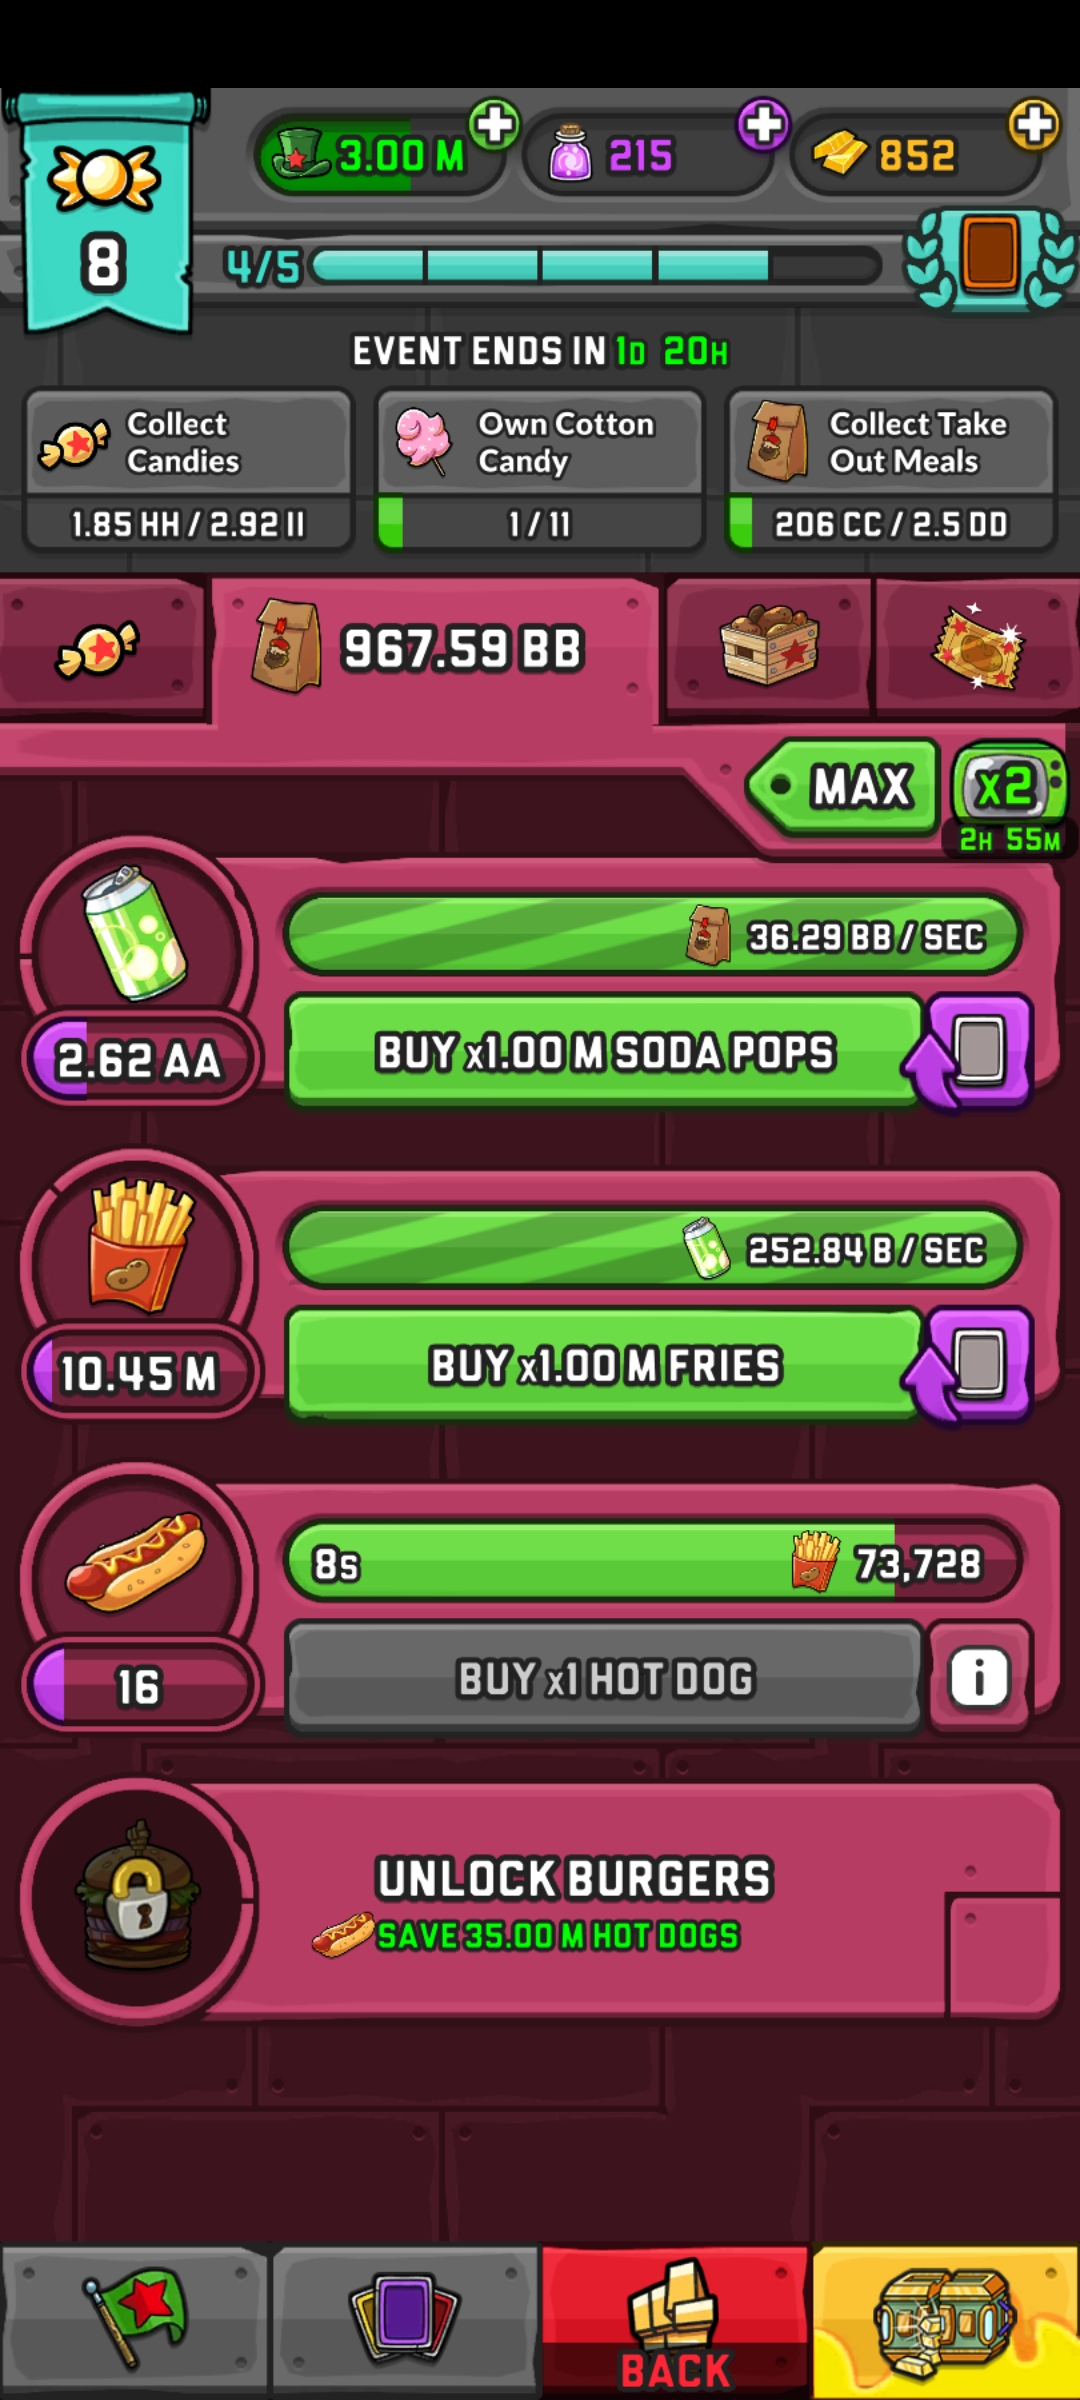 3.00 M
215
852
8
4/5
EVENT ENDS IN 1D 20H
Collect
Candies
1.85 HH / 2.92 II
Own Cotton
Candy
1 / 11
Collect Take
Out Meals
206 CC / 2.5 DD
967.59 BB
MAX
x2
2H 55M
36.29 BB / SEC
2.62 AA
BUY x1.00 M SODA POPS
252.84 B / SEC
10.45 M
BUY x1.00 M FRIES
8s
73,728
16
BUY x1 HOT DOG
i
UNLOCK BURGERS
SAVE 35.00 M HOT DOGS
BACK